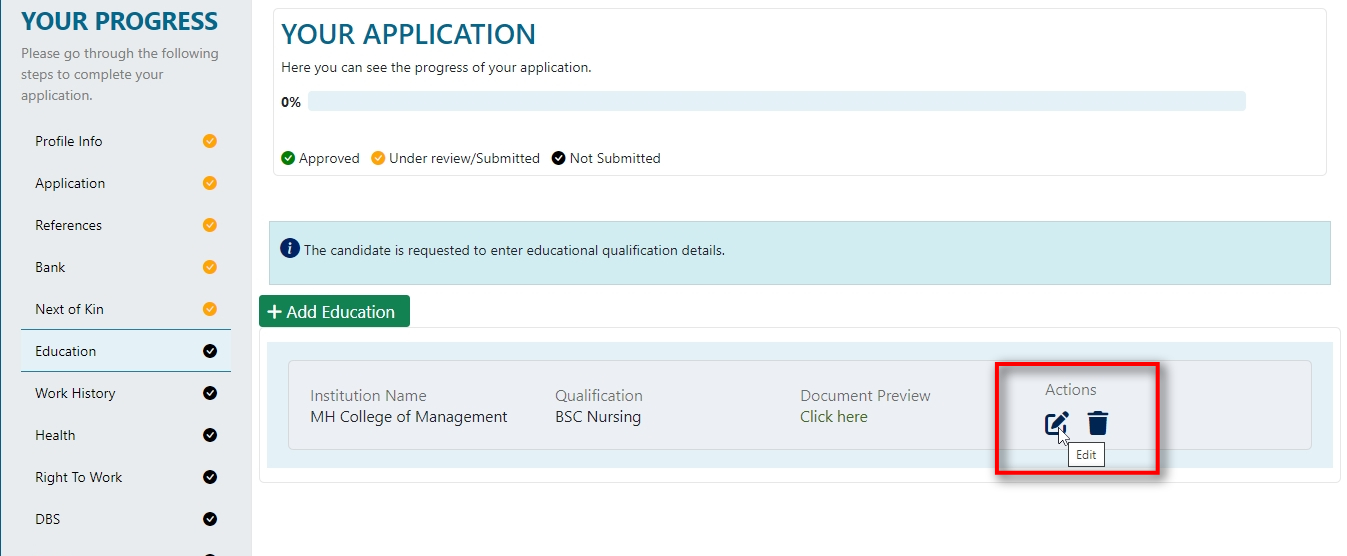 YOUR PROGRESS
Please go through the following
steps to complete your
application.
Profile Info
Application
References
Bank
Next of Kin
Education
Work History
Health
Right To Work
DBS
YOUR APPLICATION
Here you can see the progress of your application.
0%
Approved Under review/Submitted Not Submitted
The candidate is requested to enter educational qualification details.
+ Add Education
Institution Name Qualification Document Preview Actions
MH College of Management BSC Nursing Click here
Edit